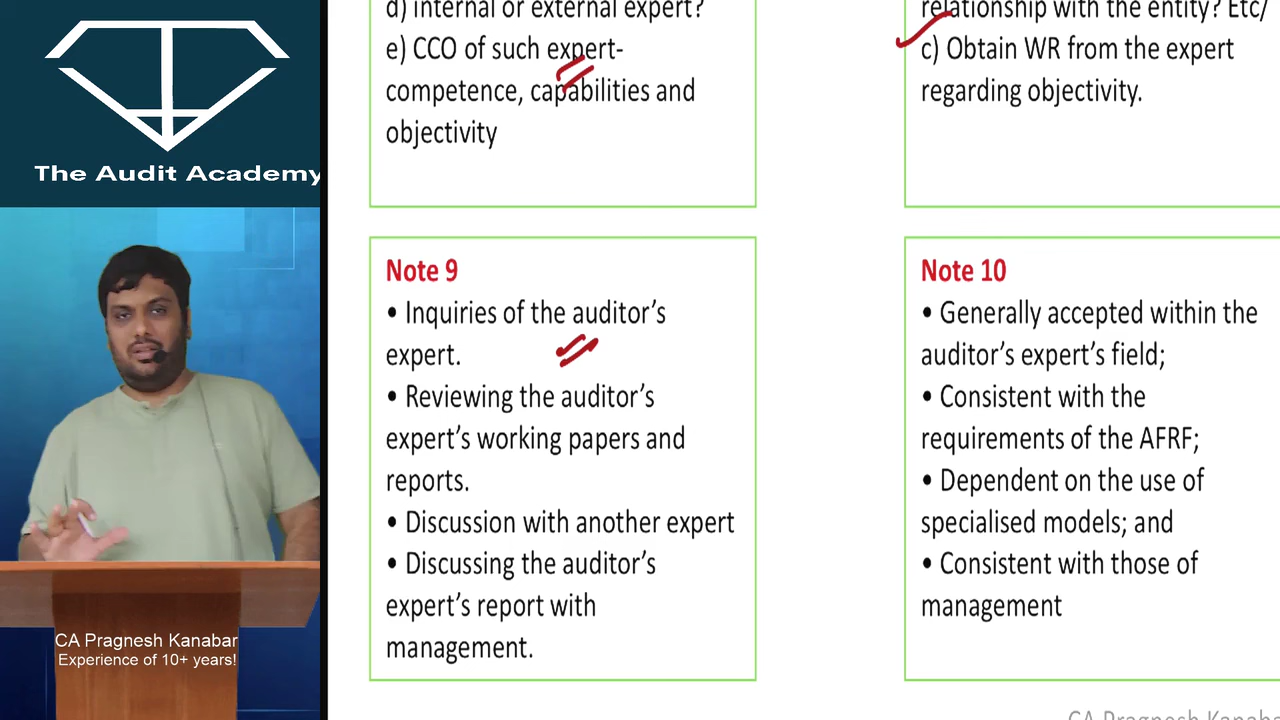 The Audit Academy
CA Pragnesh Kanabar
Experience of 10+ years!
d) internal or external expert?
e) CCO of such expert-
competence, capabilities and
objectivity
relationship with the entity? Etc/
c) Obtain WR from the expert
regarding objectivity.
Note 9
• Inquiries of the auditor’s
expert.
• Reviewing the auditor’s
expert’s working papers and
reports.
• Discussion with another expert
• Discussing the auditor’s
expert’s report with
management.
Note 10
• Generally accepted within the
auditor’s expert’s field;
• Consistent with the
requirements of the AFRF;
• Dependent on the use of
specialised models; and
• Consistent with those of
management
CA Pragnesh Kanaba